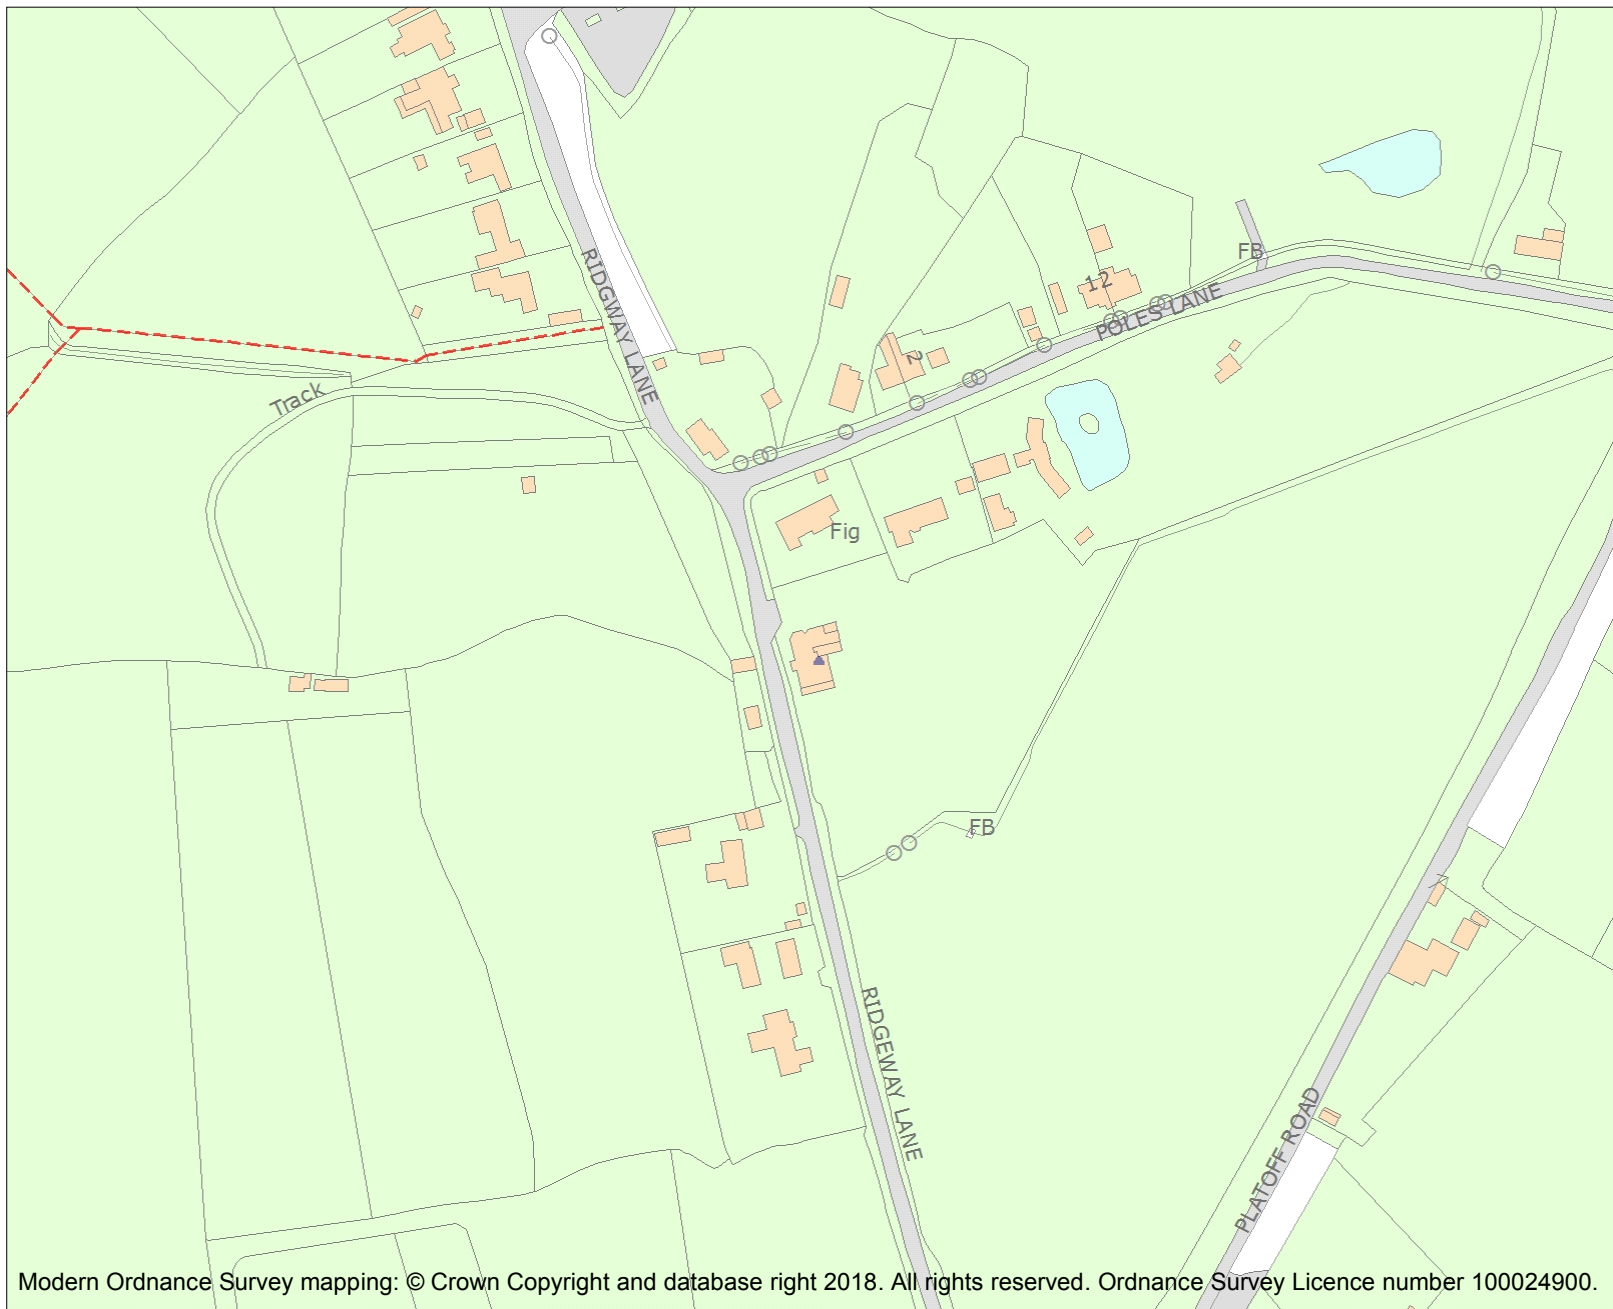 FB
RIDGWAY LANE
12
POLES LANE
2
Track
Fig
FB
RIDGEWAY LANE
PLATOFF ROAD
Modern Ordnance Survey mapping: © Crown Copyright and database right 2018. All rights reserved. Ordnance Survey Licence number 100024900.